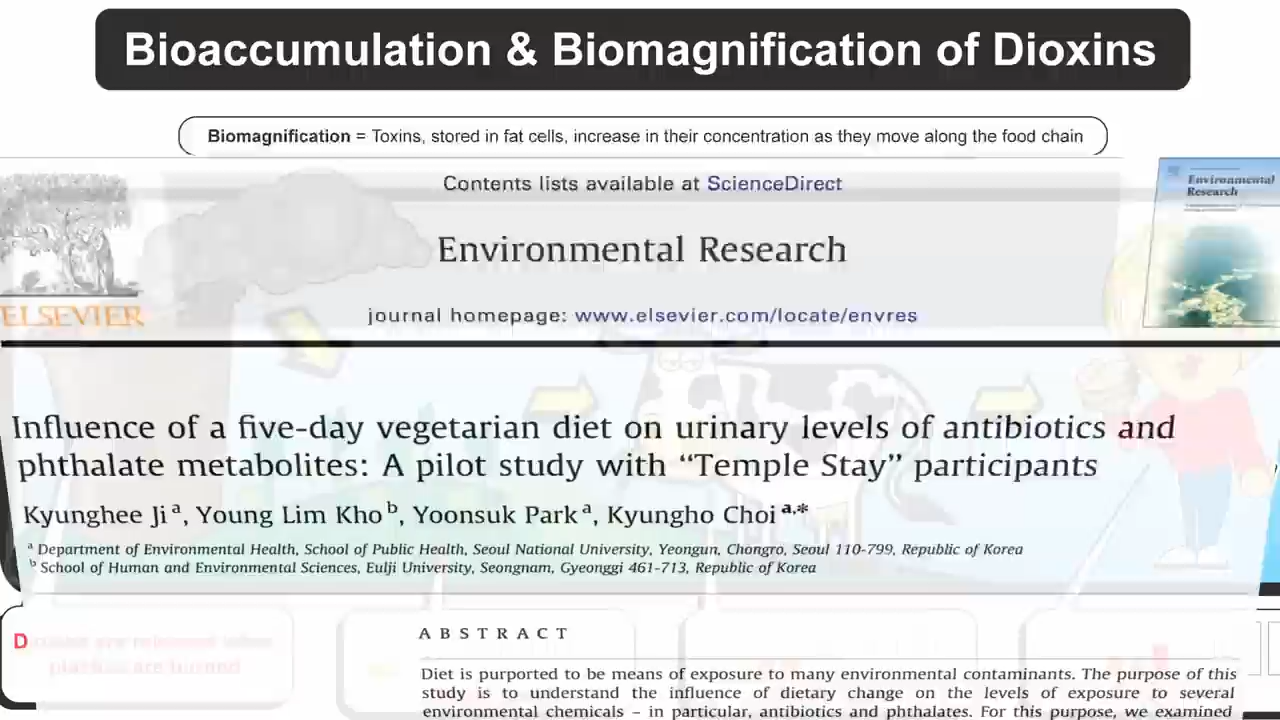 Bioaccumulation & Biomagnification of Dioxins
Biomagnification = Toxins, stored in fat cells, increase in their concentration as they move along the food chain
Contents lists available at ScienceDirect
Environmental Research
Environmental
Research
ELSEVIER
journal homepage: www.elsevier.com/locate/envres
Influence of a five-day vegetarian diet on urinary levels of antibiotics and
phthalate metabolites: A pilot study with “Temple Stay” participants
Kyunghee Ji a, Young Lim Kho b, Yoonsuk Park a, Kyungho Choi a,*
a Department of Environmental Health, School of Public Health, Seoul National University, Yeongun, Chongro, Seoul 110-799, Republic of Korea
b School of Human and Environmental Sciences, Eulji University, Seongnam, Gyeonggi 461-713, Republic of Korea
Dioxins are released when
plastics are burned
ABSTRACT
Diet is purported to be means of exposure to many environmental contaminants. The purpose of this
study is to understand the influence of dietary change on the levels of exposure to several
environmental chemicals – in particular, antibiotics and phthalates. For this purpose, we examined